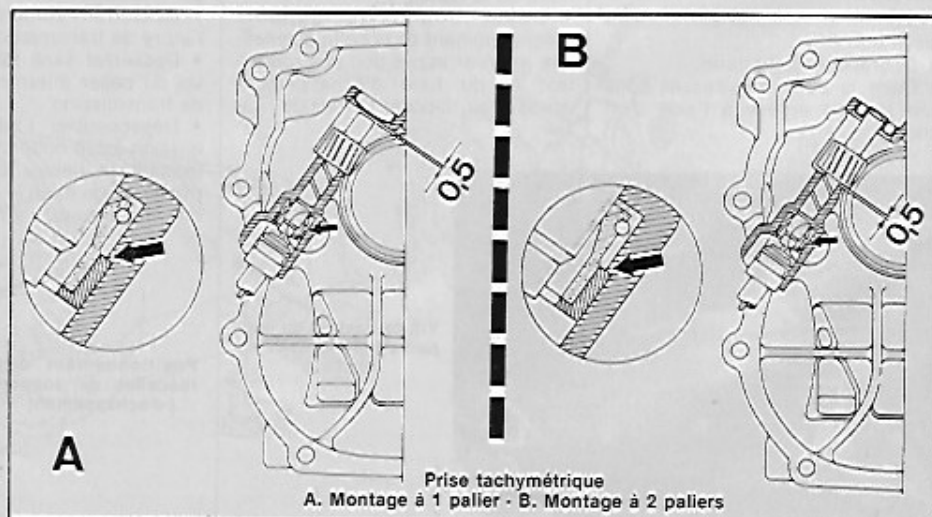 A
B
0,5
0,5
Prise tachymétrique
A. Montage à 1 palier - B. Montage à 2 paliers